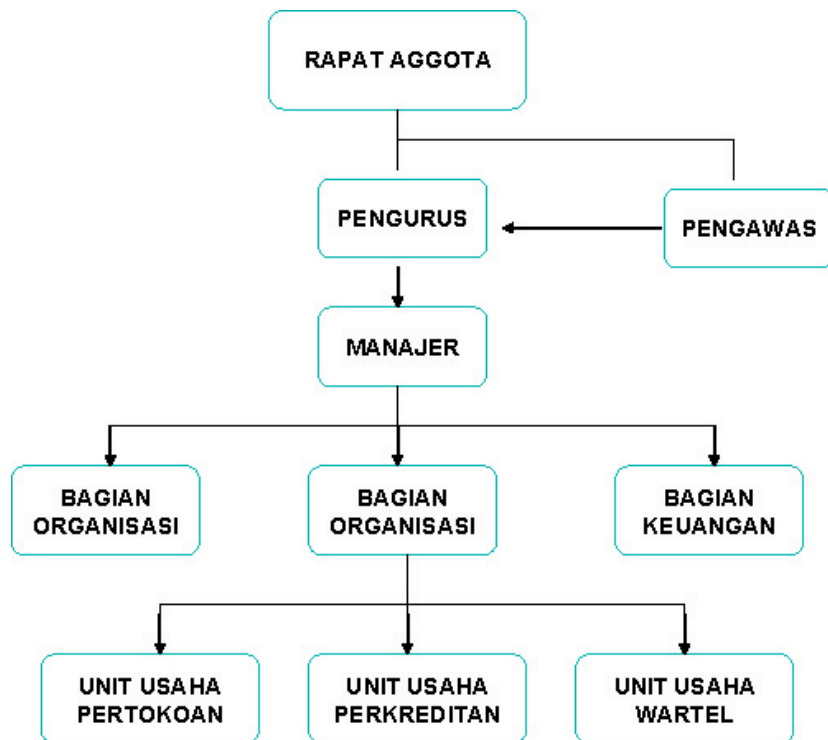 RAPAT AGGOTA
PENGURUS
PENGAWAS
MANAJER
BAGIAN
ORGANISASI
BAGIAN
ORGANISASI
BAGIAN
KEUANGAN
UNIT USAHA
PERTOKOAN
UNIT USAHA
PERKREDITAN
UNIT USAHA
WARTEL